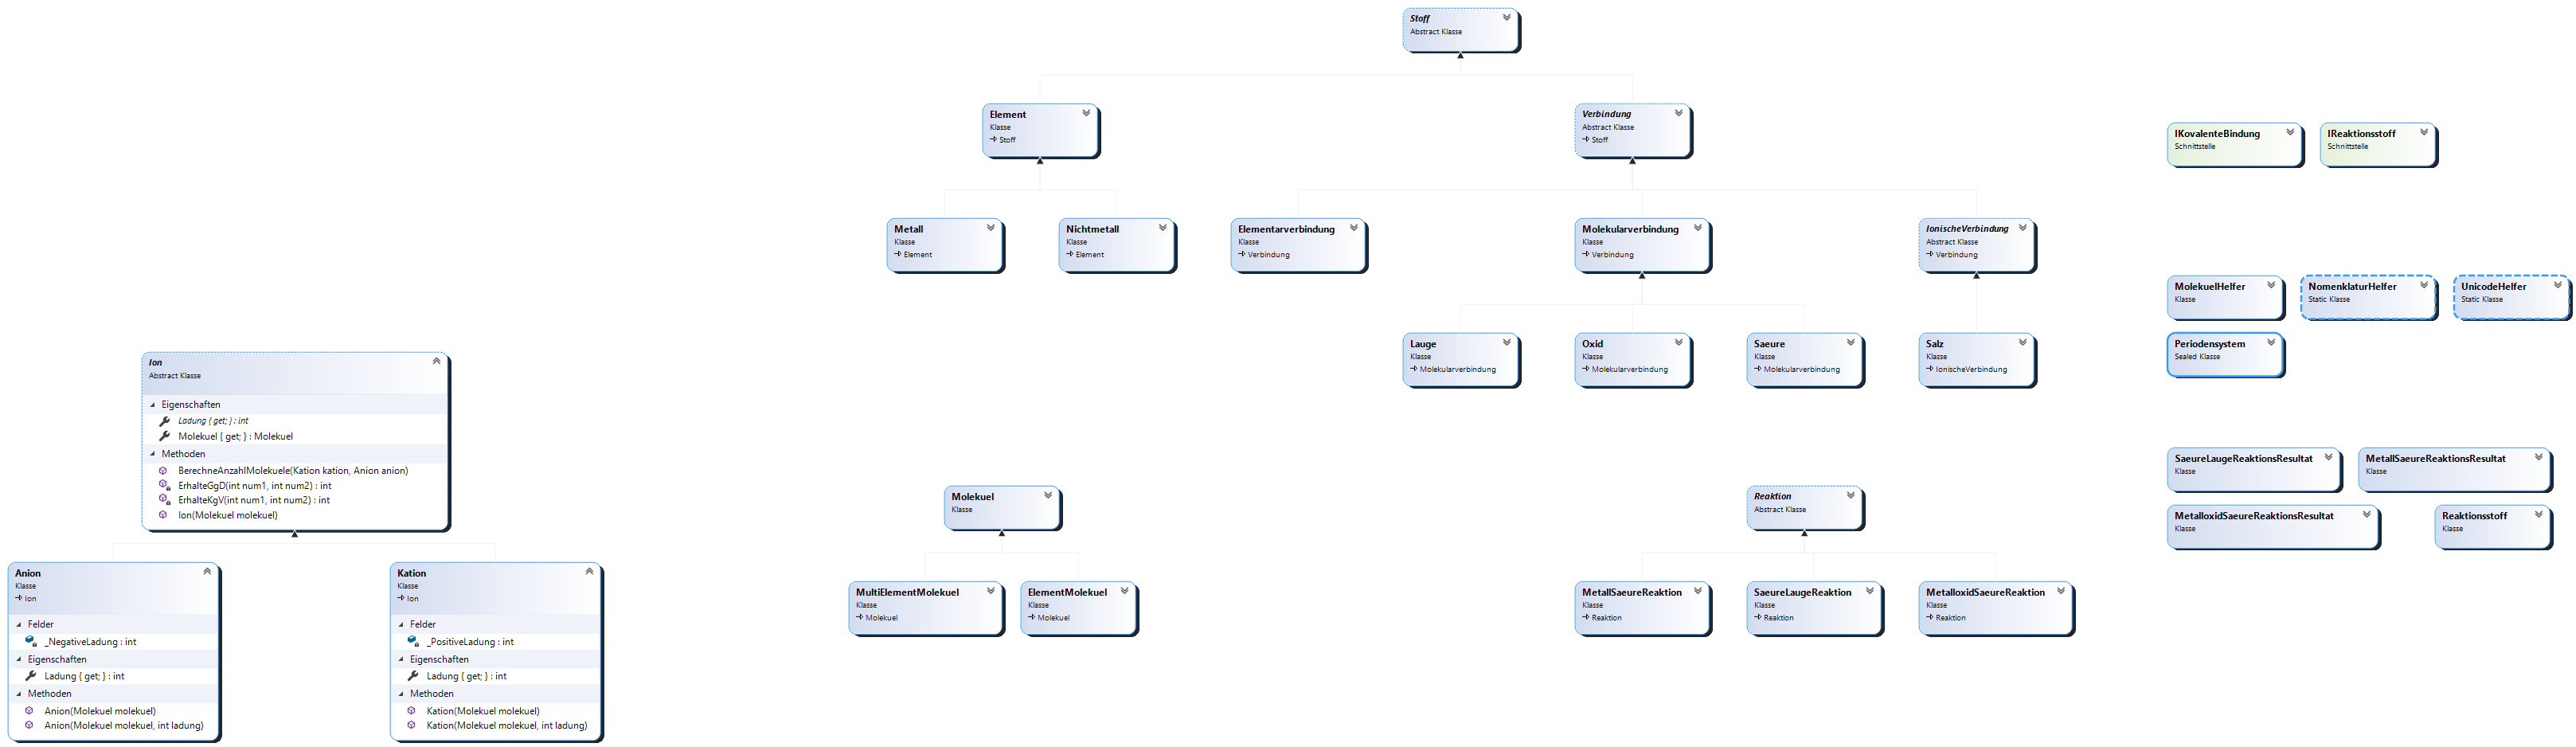 Stoff
Abstract Klasse
Element
Klasse
Stoff
Verbindung
Abstract Klasse
Stoff
Metall
Klasse
Element
Nichtmetall
Klasse
Element
Elementarverbindung
Klasse
Verbindung
Molekularverbindung
Klasse
Verbindung
IonischeVerbindung
Abstract Klasse
Verbindung
Lauge
Klasse
Molekularverbindung
Oxid
Klasse
Molekularverbindung
Saeure
Klasse
Molekularverbindung
Salz
Klasse
IonischeVerbindung
IKovalenteBindung
Schnittstelle
IReaktionsstoff
Schnittstelle
MolekuelHelfer
Klasse
NomenklaturHelfer
Static Klasse
UnicodeHelfer
Static Klasse
Periodensystem
Sealed Klasse
Ion
Abstract Klasse
Eigenschaften
Ladung { get; } : int
Molekuel { get; } : Molekuel
Methoden
BerechneAnzahlMolekuele(Kation kation, Anion anion)
ErhalteGgD(int num1, int num2) : int
ErhalteKgV(int num1, int num2) : int
Ion(Molekuel molekuel)
Anion
Klasse
Ion
Felder
_NegativeLadung : int
Eigenschaften
Ladung { get; } : int
Methoden
Anion(Molekuel molekuel)
Anion(Molekuel molekuel, int ladung)
Kation
Klasse
Ion
Felder
_PositiveLadung : int
Eigenschaften
Ladung { get; } : int
Methoden
Kation(Molekuel molekuel)
Kation(Molekuel molekuel, int ladung)
Molekuel
Klasse
MultiElementMolekuel
Klasse
Molekuel
ElementMolekuel
Klasse
Molekuel
Reaktion
Abstract Klasse
MetallSaeureReaktion
Klasse
Reaktion
SaeureLaugeReaktion
Klasse
Reaktion
MetalloxidSaeureReaktion
Klasse
Reaktion
SaeureLaugeReaktionsResultat
Klasse
MetallSaeureReaktionsResultat
Klasse
MetalloxidSaeureReaktionsResultat
Klasse
Reaktionsstoff
Klasse